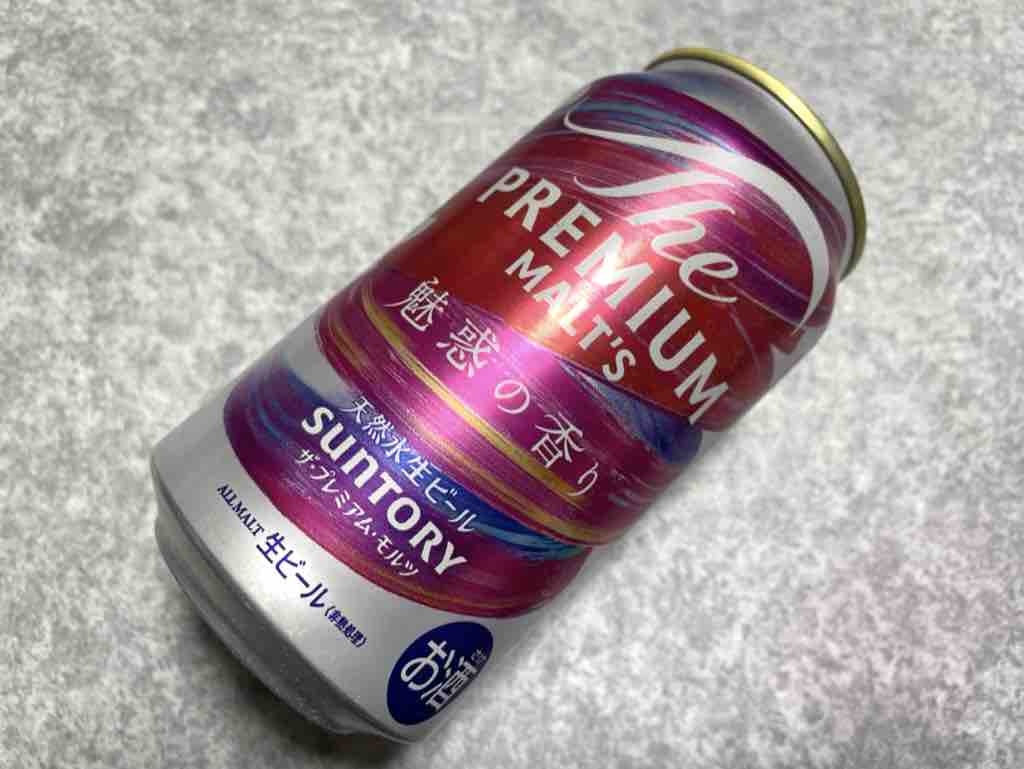 The
PREMIUM
MALT'S
魅惑の香り
天然水生ビール
SUNTORY
ザ・プレミアム・モルツ
ALL MALT 生ビール(非熱処理)
お酒